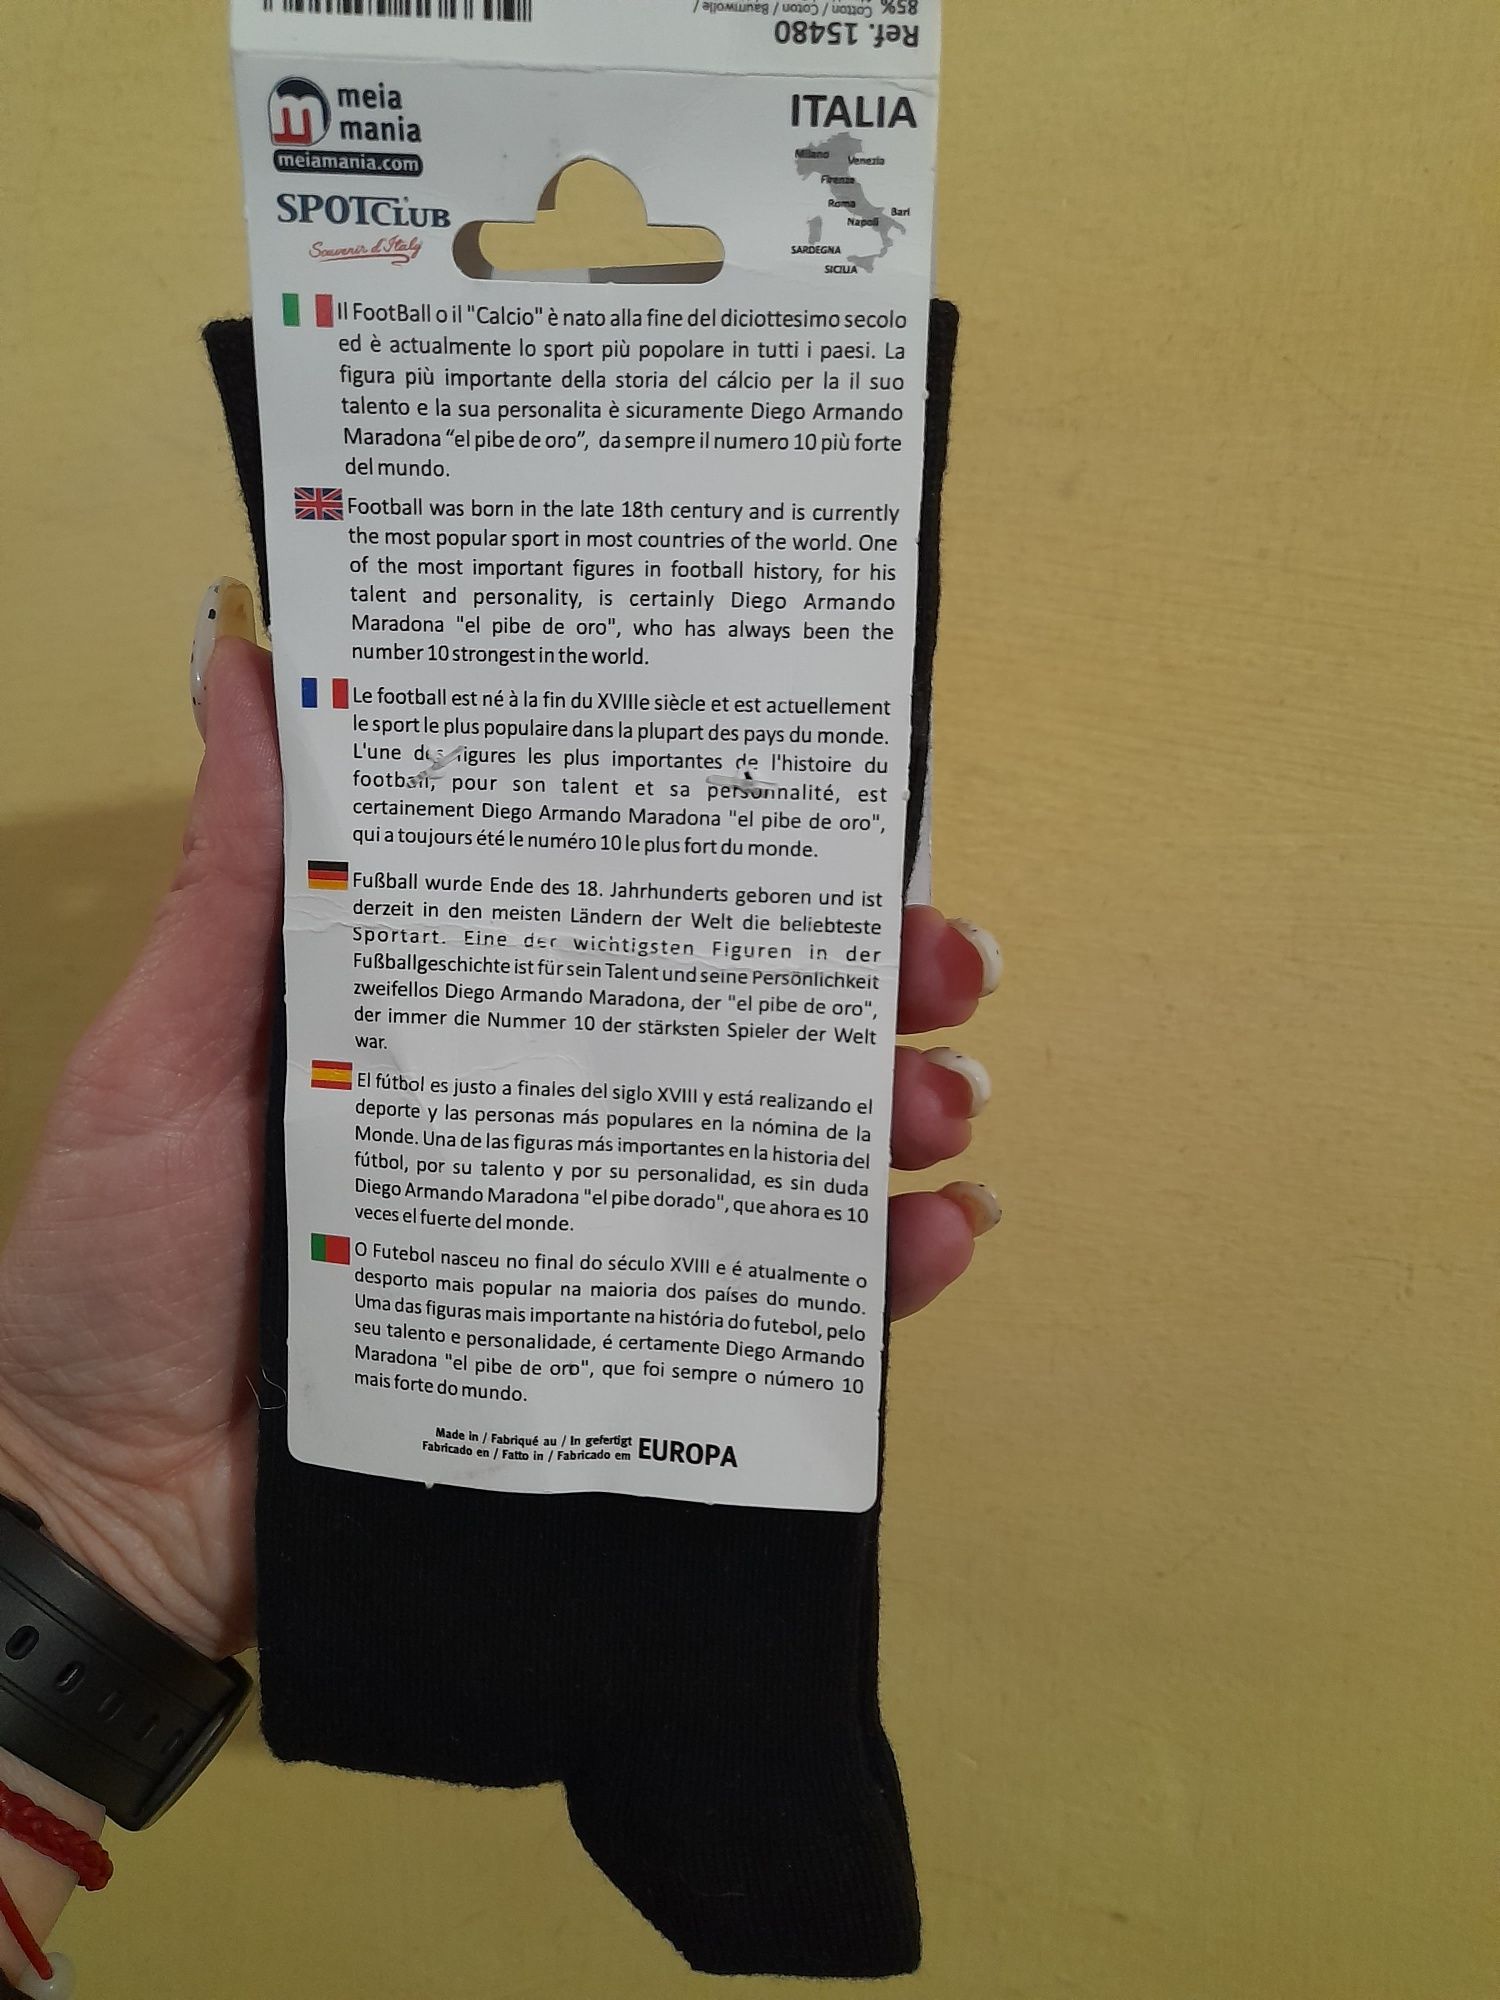 85% Cotton / Coton / Baumwolle /
Ref. 15480
meia
mania
meiamania.com
SPOTCLUB
Souvenir d'Italy
ITALIA
Milano
Venezia
Firenze
Roma
Bari
Napoli
SARDEGNA
SICILIA
Il FootBall o il "Calcio" è nato alla fine del diciottesimo secolo
ed è actualmente lo sport più popolare in tutti i paesi. La
figura più importante della storia del cálcio per la il suo
talento e la sua personalita è sicuramente Diego Armando
Maradona “el pibe de oro”, da sempre il numero 10 più forte
del mundo.
Football was born in the late 18th century and is currently
the most popular sport in most countries of the world. One
of the most important figures in football history, for his
talent and personality, is certainly Diego Armando
Maradona "el pibe de oro", who has always been the
number 10 strongest in the world.
Le football est né à la fin du XVIIIe siècle et est actuellement
le sport le plus populaire dans la plupart des pays du monde.
L'une des figures les plus importantes de l'histoire du
football, pour son talent et sa personnalité, est
certainement Diego Armando Maradona "el pibe de oro",
qui a toujours été le numéro 10 le plus fort du monde.
Fußball wurde Ende des 18. Jahrhunderts geboren und ist
derzeit in den meisten Ländern der Welt die beliebteste
Sportart. Eine der wichtigsten Figuren in der
Fußballgeschichte ist für sein Talent und seine Persönlichkeit
zweifellos Diego Armando Maradona, der "el pibe de oro",
der immer die Nummer 10 der stärksten Spieler der Welt
war.
El fútbol es justo a finales del siglo XVIII y está realizando el
deporte y las personas más populares en la nómina de la
Monde. Una de las figuras más importantes en la historia del
fútbol, por su talento y por su personalidad, es sin duda
Diego Armando Maradona "el pibe dorado", que ahora es 10
veces el fuerte del monde.
O Futebol nasceu no final do século XVIII e é atualmente o
desporto mais popular na maioria dos países do mundo.
Uma das figuras mais importante na história do futebol, pelo
seu talento e personalidade, é certamente Diego Armando
Maradona "el pibe de oro", que foi sempre o número 10
mais forte do mundo.
Made in / Fabriqué au / In gefertigt
Fabricado en / Fatto in / Fabricado em
EUROPA